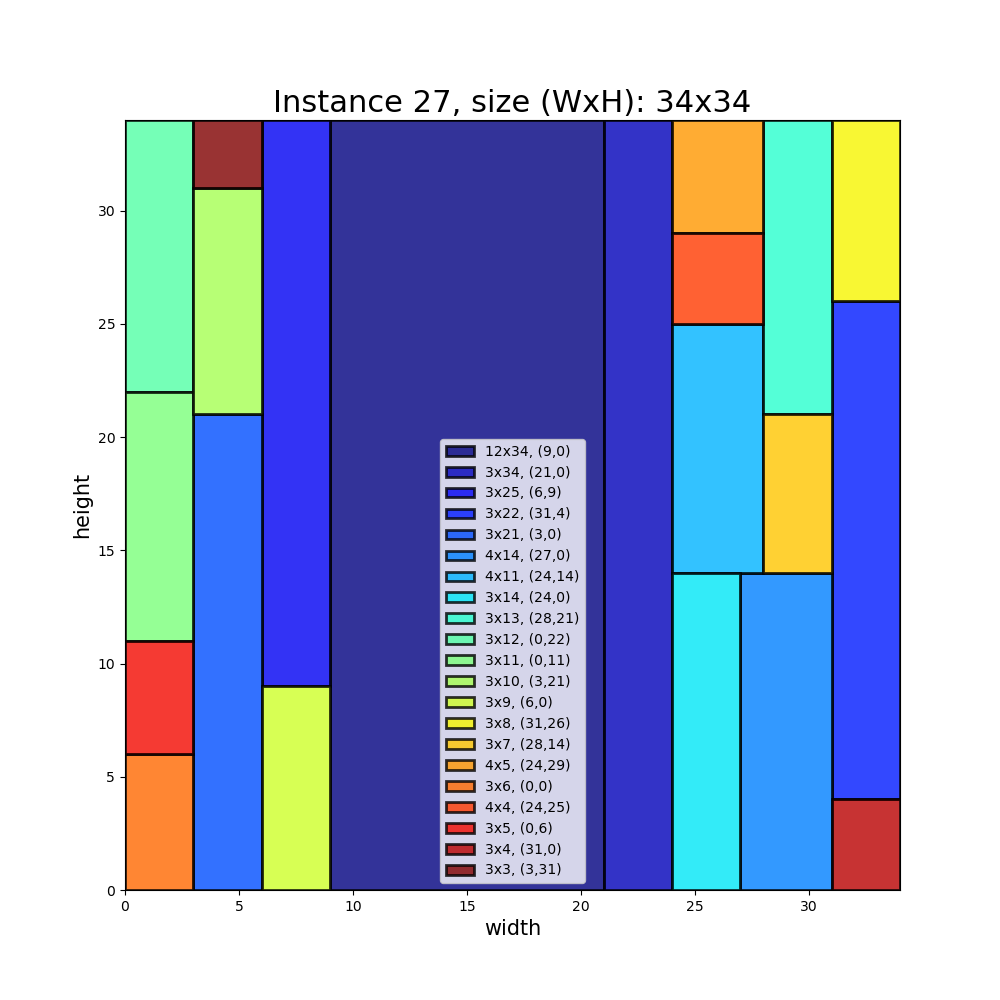 Instance 27, size (WxH): 34x34
height
30
25
20
15
10
5
0
12x34, (9,0)
3x34, (21,0)
3x25, (6,9)
3x22, (31,4)
3x21, (3,0)
4x14, (27,0)
4x11, (24,14)
3x14, (24,0)
3x13, (28,21)
3x12, (0,22)
3x11, (0,11)
3x10, (3,21)
3x9, (6,0)
3x8, (31,26)
3x7, (28,14)
4x5, (24,29)
3x6, (0,0)
4x4, (24,25)
3x5, (0,6)
3x4, (31,0)
3x3, (3,31)
0 5 10 15 20 25 30
width